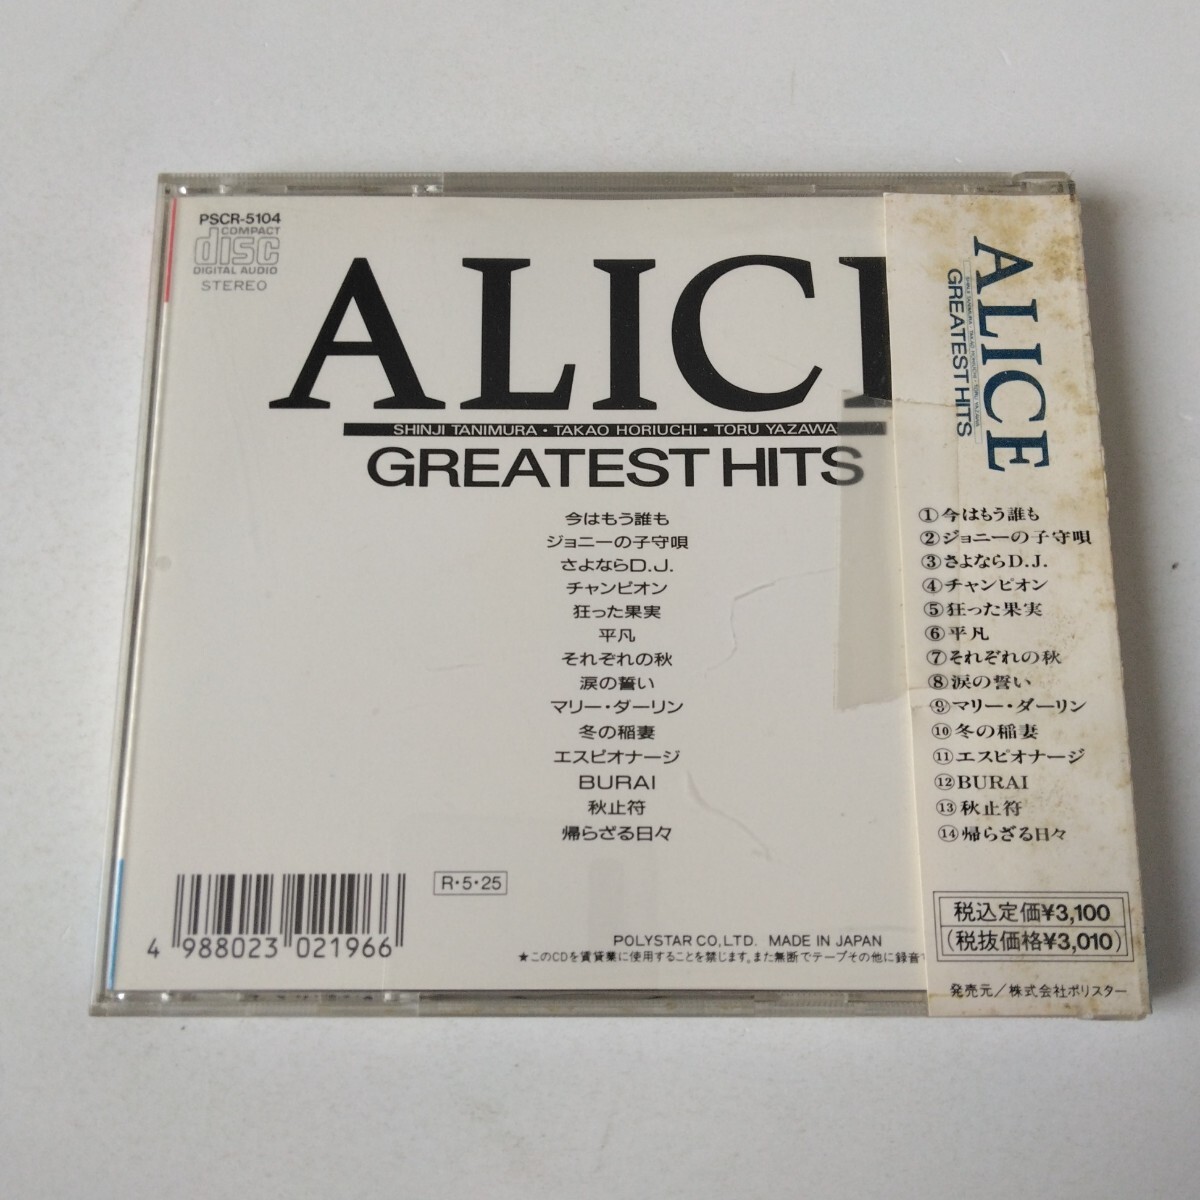 PSCR-5104
COMPACT
disc
DIGITAL AUDIO
STEREO
ALICE
SHINJI TANIMURA・TAKAO HORIUCHI・TORU YAZAWA
GREATEST HITS
今はもう誰も
ジョニーの子守唄
さよならD.J.
チャンピオン
狂った果実
平凡
それぞれの秋
涙の誓い
マリー・ダーリン
冬の稲妻
エスピオナージ
BURAI
秋止符
帰らざる日々
R・5・25
4 988023 021966
POLYSTAR CO,LTD. MADE IN JAPAN
★このCDを賃貸業に使用することを禁じます。また無断でテープその他に録音
ALICE
SHINJI TANIMURA・TAKAO HORIUCHI・TORU YAZAWA
GREATEST HITS
①今はもう誰も
②ジョニーの子守唄
③さよならD.J.
④チャンピオン
⑤狂った果実
⑥平凡
⑦それぞれの秋
⑧涙の誓い
⑨マリー・ダーリン
⑩冬の稲妻
⑪エスピオナージ
⑫BURAI
⑬秋止符
⑭帰らざる日々
税込定価¥3,100
(税抜価格¥3,010)
発売元/株式会社ポリスター